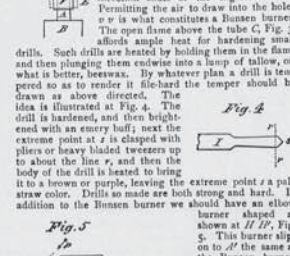 A
B
Permitting the air to draw into the hole
v v is what constitutes a Bunsen burner
The open flame above the tube C, Fig. 3
affords ample heat for hardening smal
drills. Such drills are heated by holding them in the flam
and then plunging them endwise into a lump of tallow, o
what is better, beeswax. By whatever plan a drill is tem
pered so as to render it file-hard the temper should b
drawn as above directed. The
idea is illustrated at Fig. 4. The
drill is hardened, and then bright-
ened with an emery buff; next the
extreme point at s is clasped with
pliers or heavy bladed tweezers up
to about the line r, and then the
body of the drill is heated to bring
it to a brown or purple, leaving the extreme point s a pal
straw color. Drills so made are both strong and hard. I
addition to the Bunsen burner we should have an elbow
burner shaped a
shown at H H', Fig
5. This burner slip
on to A' the same a
Fig. 4
r
I
s
r
Fig. 5
p